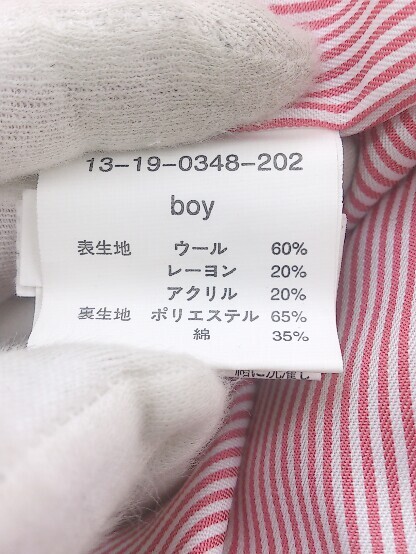 13-19-0348-202
boy
表生地 ウール 60%
レーヨン 20%
アクリル 20%
裏生地 ポリエステル 65%
綿 35%